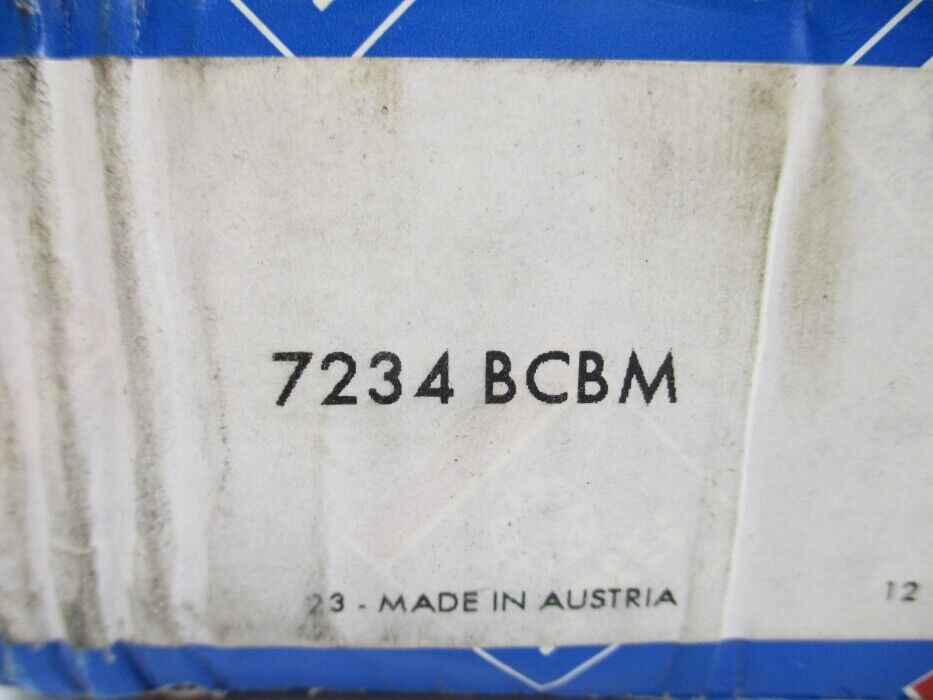 7234 BCBM
23 - MADE IN AUSTRIA 12